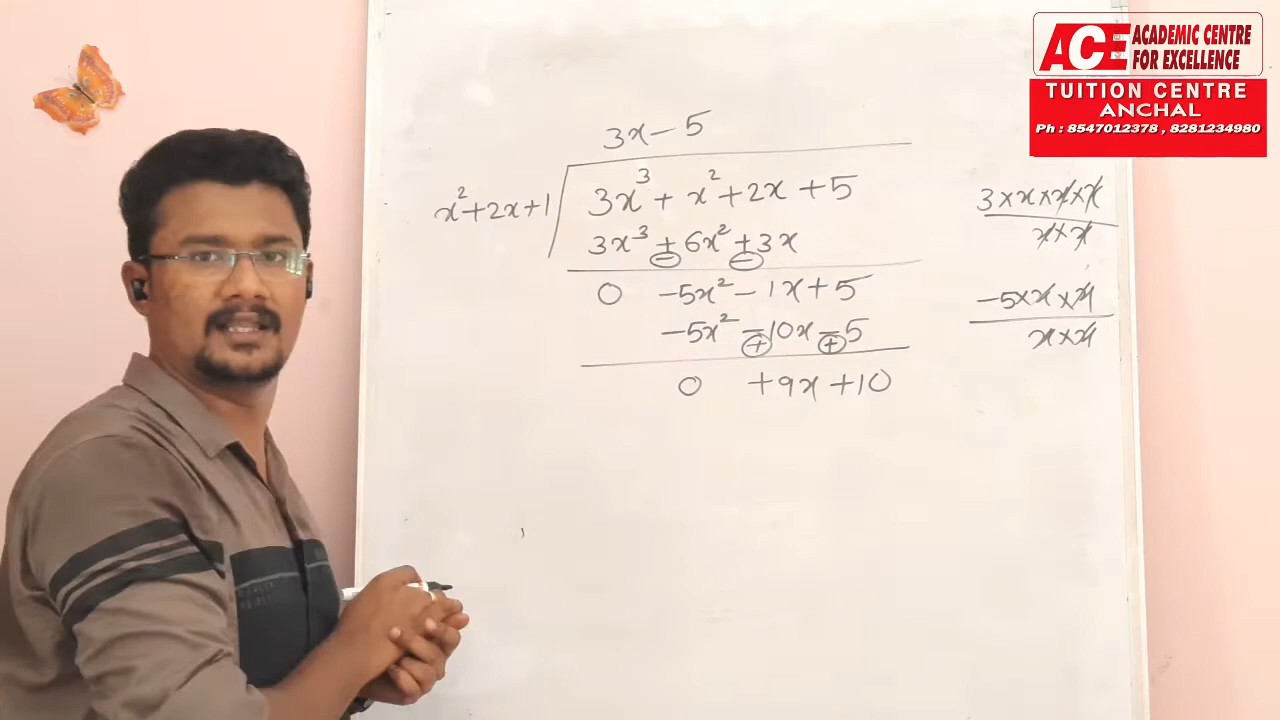 ACE ACADEMIC CENTRE
FOR EXCELLENCE
TUITION CENTRE
ANCHAL
Ph : 8547012378 , 8281234980
3x - 5
x² + 2x + 1 3x³ + x² + 2x + 5
3x³ + 6x² + 3x
- -
0 -5x² - 1x + 5
-5x² - 10x - 5
+ +
0 + 9x + 10
3 × x × x × x
x × x
-5 × x × x
x × x